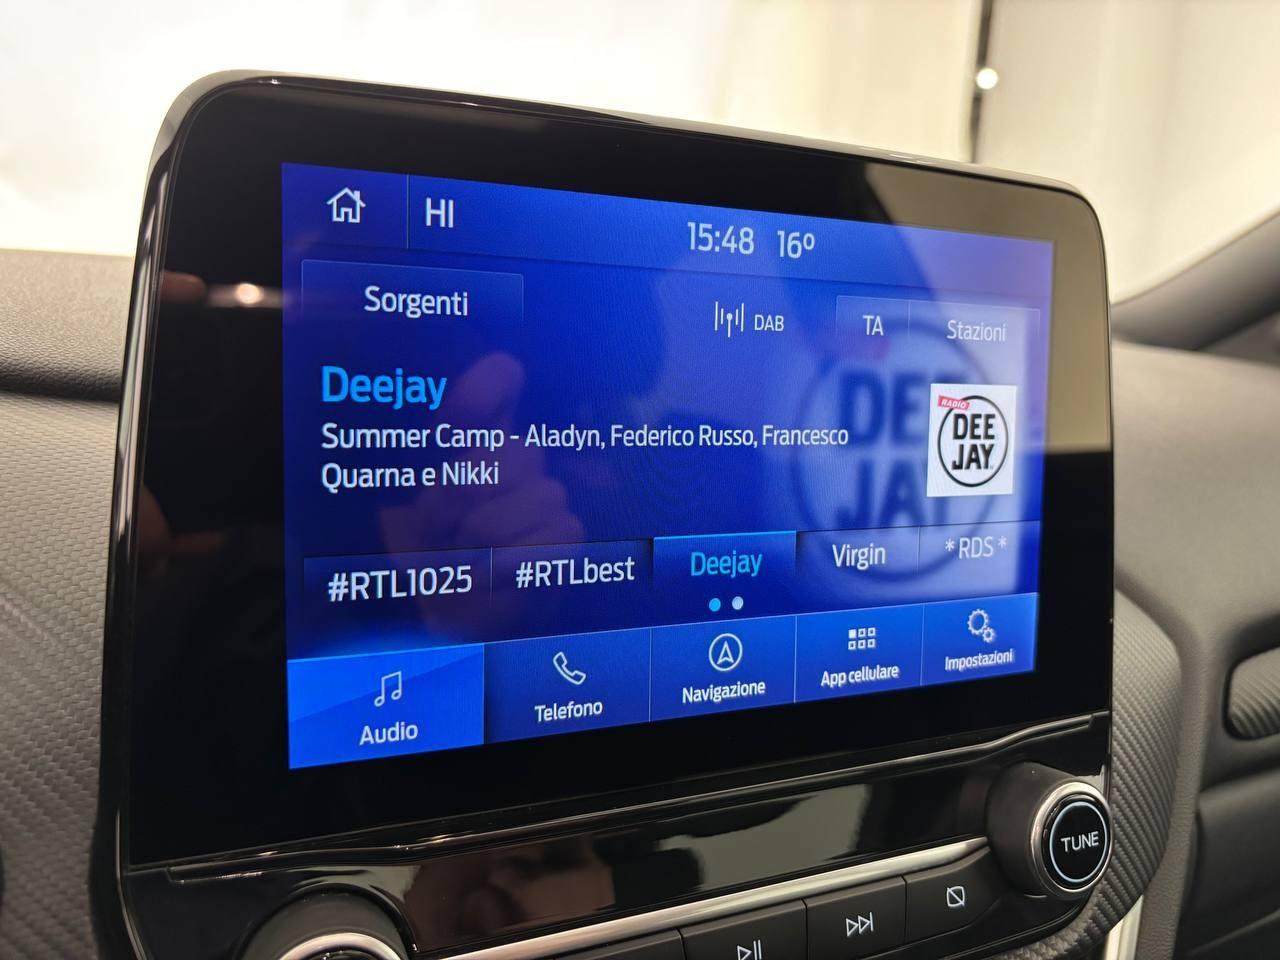 HI
15:48 16º
Sorgenti
DAB
TA
Stazioni
Deejay
Summer Camp - Aladyn, Federico Russo, Francesco
Quarna e Nikki
RADIO
DEE
JAY
#RTL1025
#RTLbest
Deejay
Virgin
*RDS*
Audio
Telefono
Navigazione
App cellulare
Impostazioni
TUNE